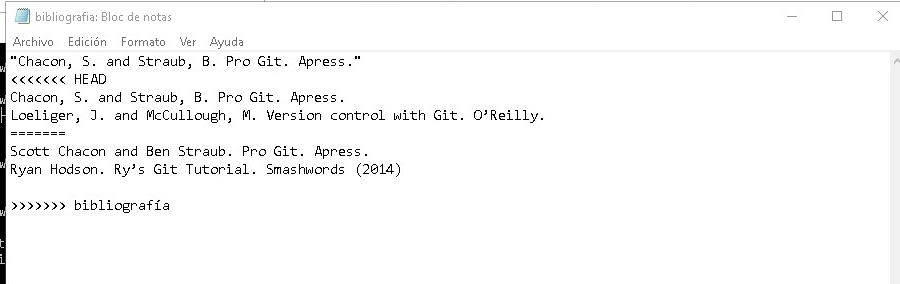 bibliografia: Bloc de notas
Archivo Edición Formato Ver Ayuda
"Chacon, S. and Straub, B. Pro Git. Apress."
<<<<<<< HEAD
Chacon, S. and Straub, B. Pro Git. Apress.
Loeliger, J. and McCullough, M. Version control with Git. O’Reilly.
=======
Scott Chacon and Ben Straub. Pro Git. Apress.
Ryan Hodson. Ry’s Git Tutorial. Smashwords (2014)
>>>>>>> bibliografía